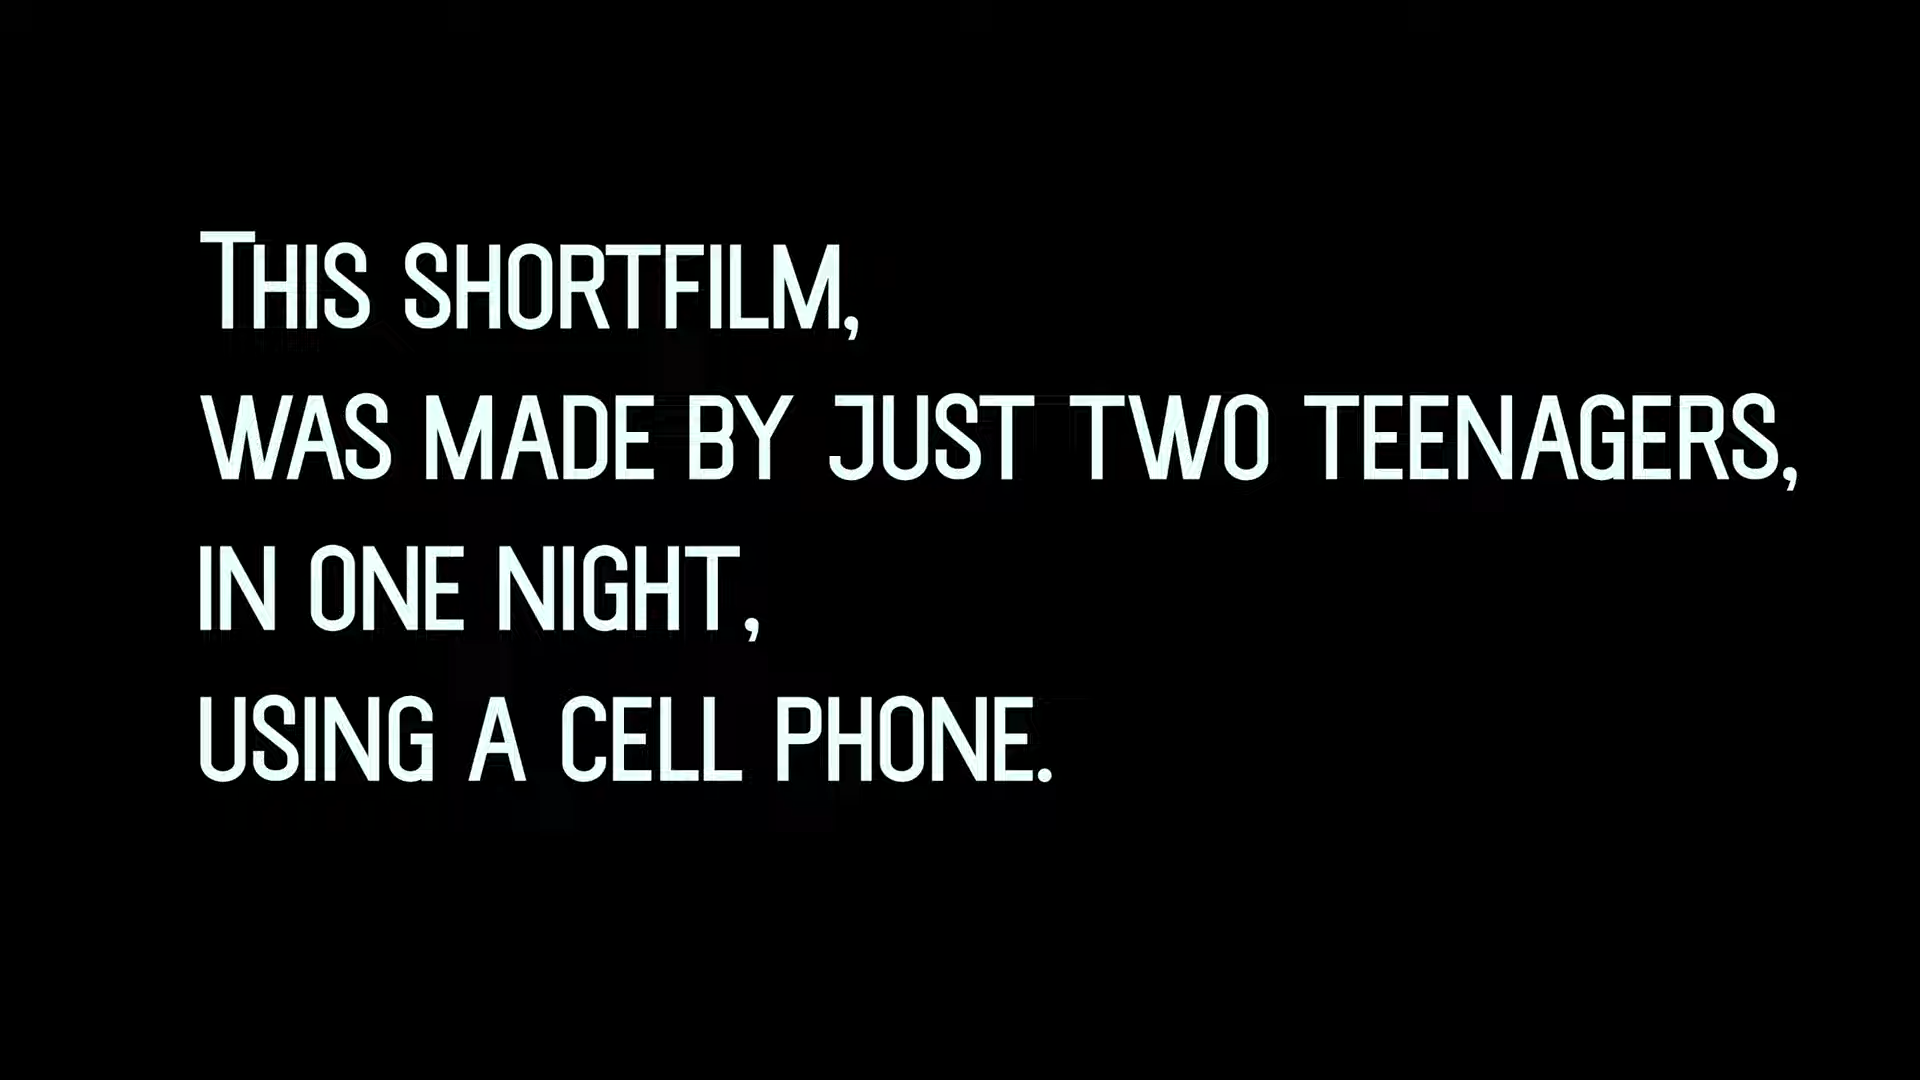 This shortfilm,
was made by just two teenagers,
in one night,
using a cell phone.